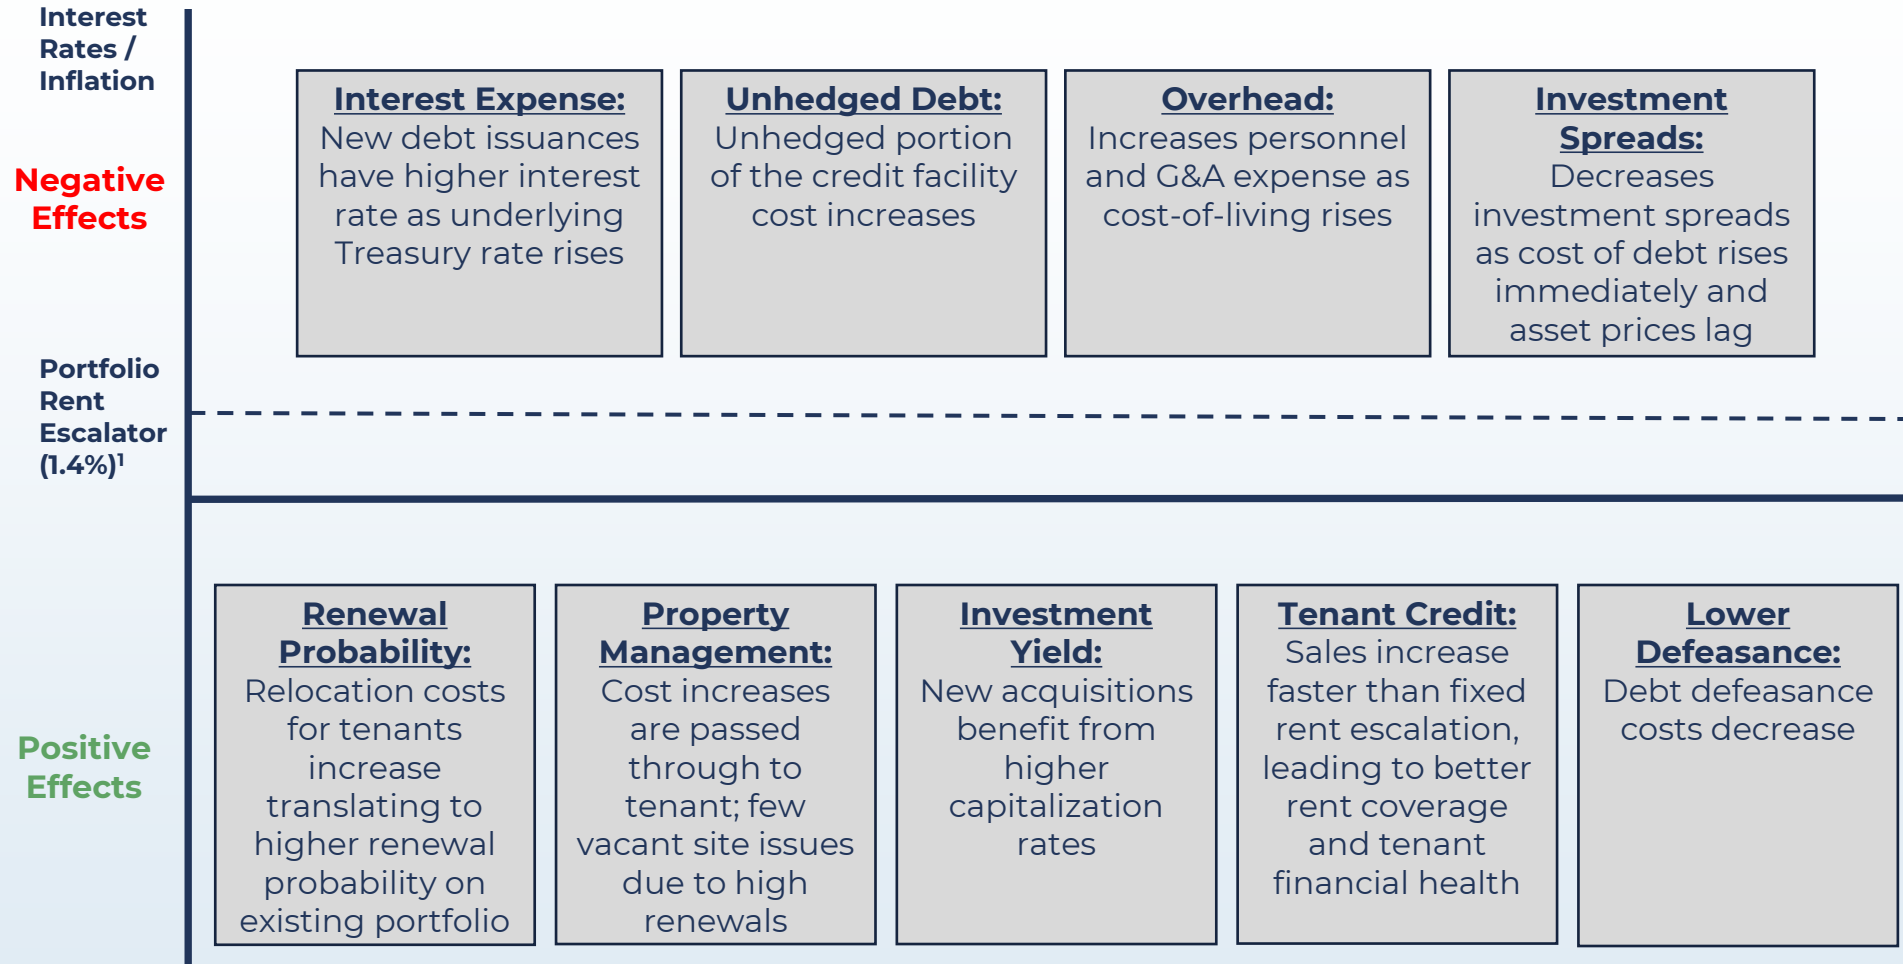 Interest
Rates /
Inflation
Negative
Effects
Interest Expense:
New debt issuances
have higher interest
rate as underlying
Treasury rate rises
Unhedged Debt:
Unhedged portion
of the credit facility
cost increases
Overhead:
Increases personnel
and G&A expense as
cost-of-living rises
Investment
Spreads:
Decreases
investment spreads
as cost of debt rises
immediately and
asset prices lag
Portfolio
Rent
Escalator
(1.4%)¹
Positive
Effects
Renewal
Probability:
Relocation costs
for tenants
increase
translating to
higher renewal
probability on
existing portfolio
Property
Management:
Cost increases
are passed
through to
tenant; few
vacant site issues
due to high
renewals
Investment
Yield:
New acquisitions
benefit from
higher
capitalization
rates
Tenant Credit:
Sales increase
faster than fixed
rent escalation,
leading to better
rent coverage
and tenant
financial health
Lower
Defeasance:
Debt defeasance
costs decrease